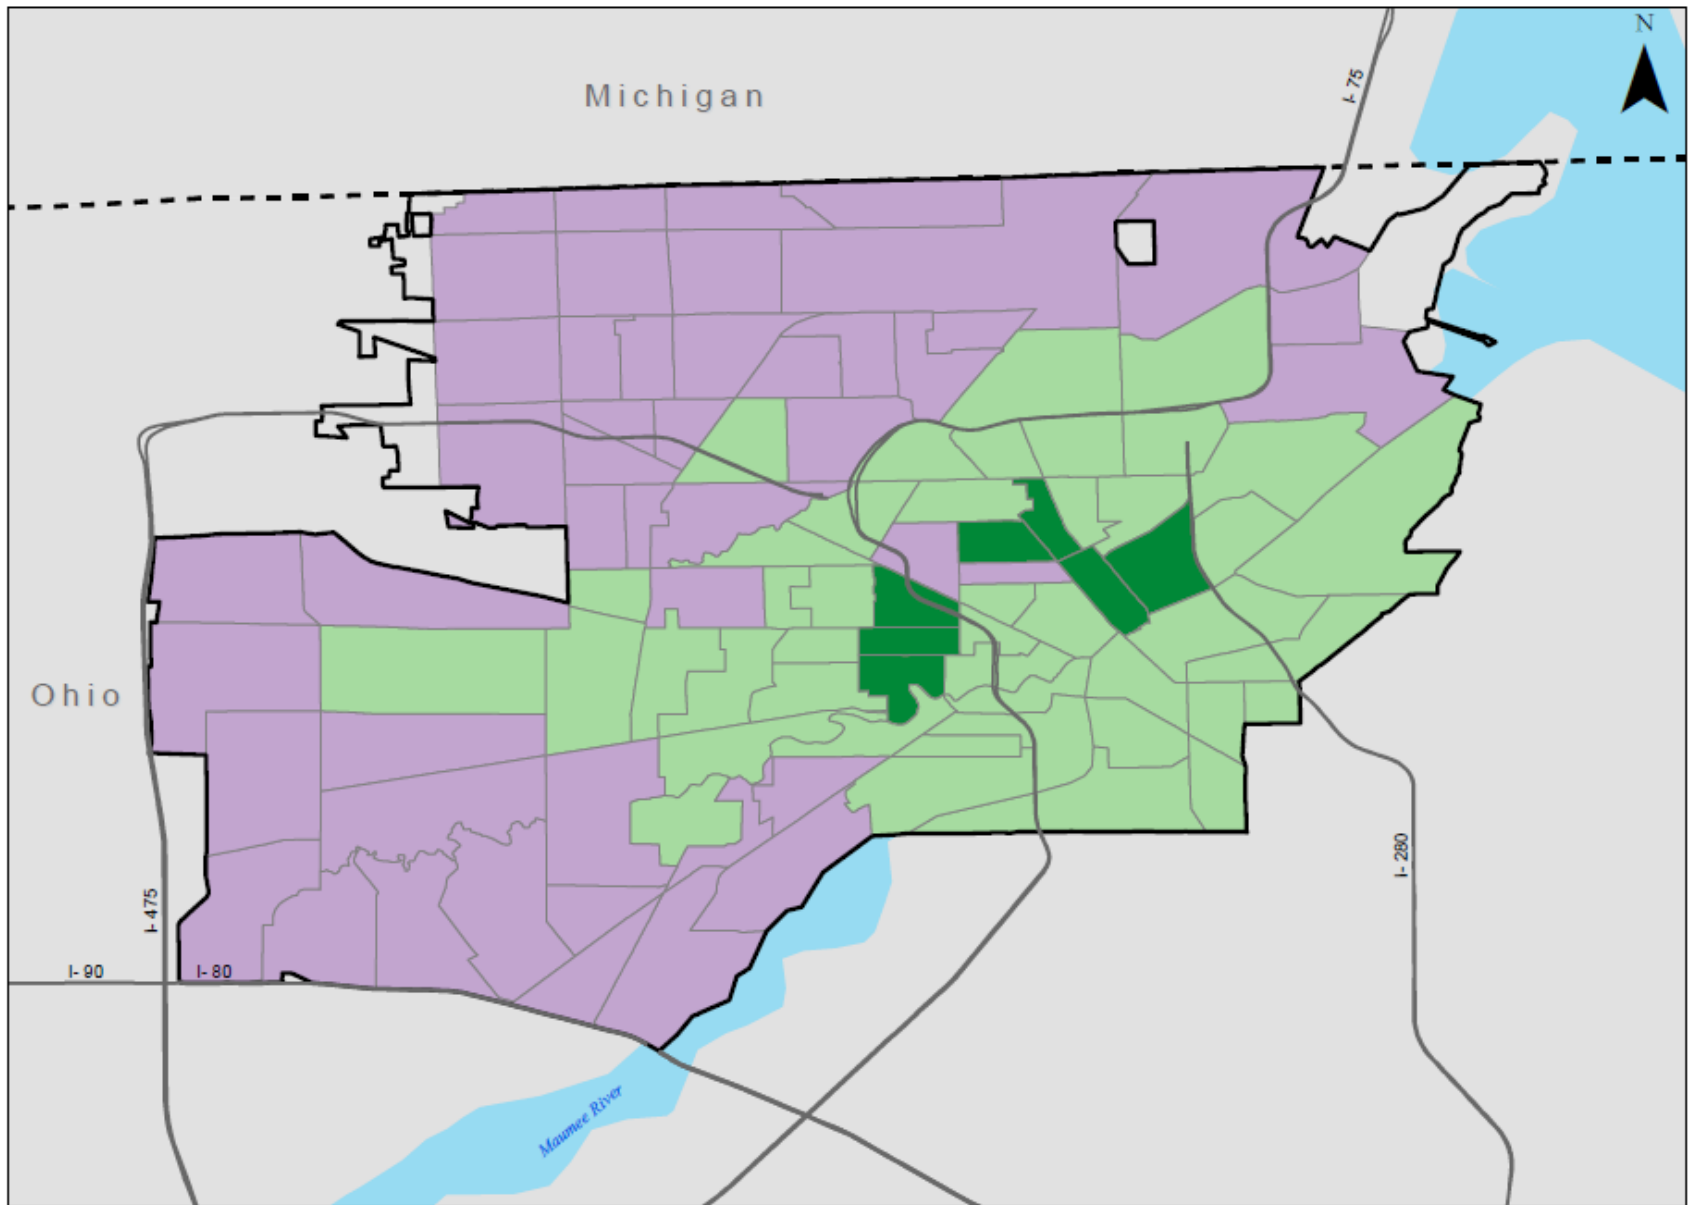 N
Michigan
I- 75
Ohio
I- 475
I- 90
I- 80
I- 280
Maumee River